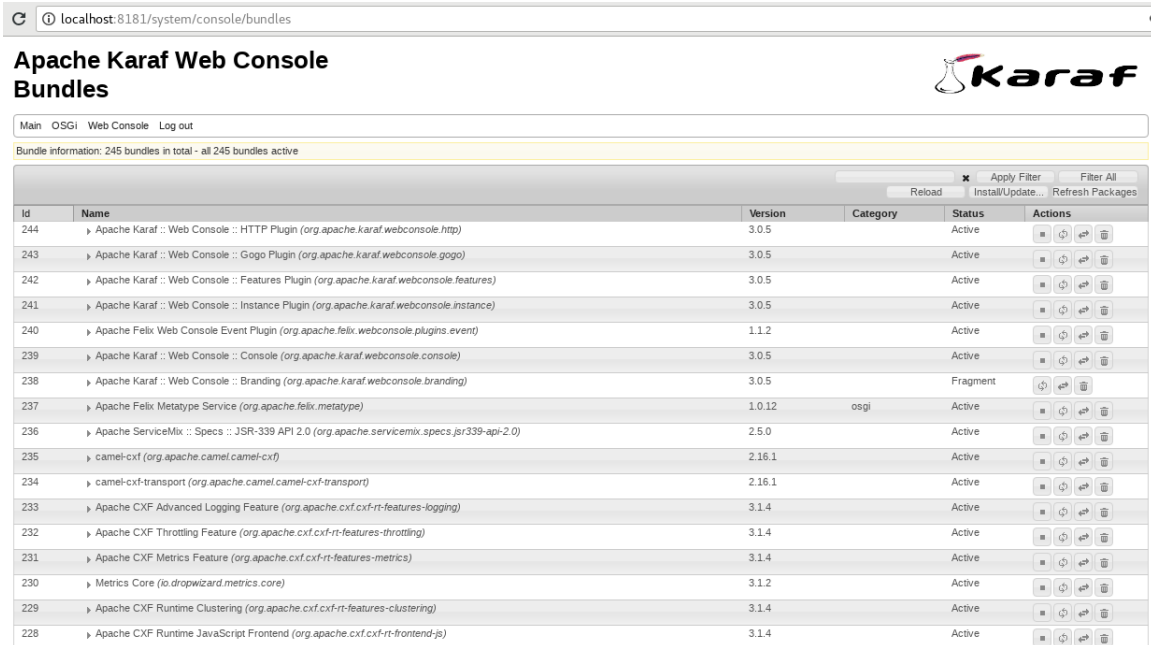 localhost:8181/system/console/bundles
Apache Karaf Web Console
Bundles
Karaf
Main OSGi Web Console Log out
Bundle information: 245 bundles in total - all 245 bundles active
Apply Filter Filter All
Reload Install/Update... Refresh Packages
Id Name Version Category Status Actions
244 Apache Karaf :: Web Console :: HTTP Plugin (org.apache.karaf.webconsole.http) 3.0.5 Active
243 Apache Karaf :: Web Console :: Gogo Plugin (org.apache.karaf.webconsole.gogo) 3.0.5 Active
242 Apache Karaf :: Web Console :: Features Plugin (org.apache.karaf.webconsole.features) 3.0.5 Active
241 Apache Karaf :: Web Console :: Instance Plugin (org.apache.karaf.webconsole.instance) 3.0.5 Active
240 Apache Felix Web Console Event Plugin (org.apache.felix.webconsole.plugins.event) 1.1.2 Active
239 Apache Karaf :: Web Console :: Console (org.apache.karaf.webconsole.console) 3.0.5 Active
238 Apache Karaf :: Web Console :: Branding (org.apache.karaf.webconsole.branding) 3.0.5 Fragment
237 Apache Felix Metatype Service (org.apache.felix.metatype) 1.0.12 osgi Active
236 Apache ServiceMix :: Specs :: JSR-339 API 2.0 (org.apache.servicemix.specs.jsr339-api-2.0) 2.5.0 Active
235 camel-cxf (org.apache.camel.camel-cxf) 2.16.1 Active
234 camel-cxf-transport (org.apache.camel.camel-cxf-transport) 2.16.1 Active
233 Apache CXF Advanced Logging Feature (org.apache.cxf.cxf-rt-features-logging) 3.1.4 Active
232 Apache CXF Throttling Feature (org.apache.cxf.cxf-rt-features-throttling) 3.1.4 Active
231 Apache CXF Metrics Feature (org.apache.cxf.cxf-rt-features-metrics) 3.1.4 Active
230 Metrics Core (io.dropwizard.metrics.core) 3.1.2 Active
229 Apache CXF Runtime Clustering (org.apache.cxf.cxf-rt-features-clustering) 3.1.4 Active
228 Apache CXF Runtime JavaScript Frontend (org.apache.cxf.cxf-rt-frontend-js) 3.1.4 Active